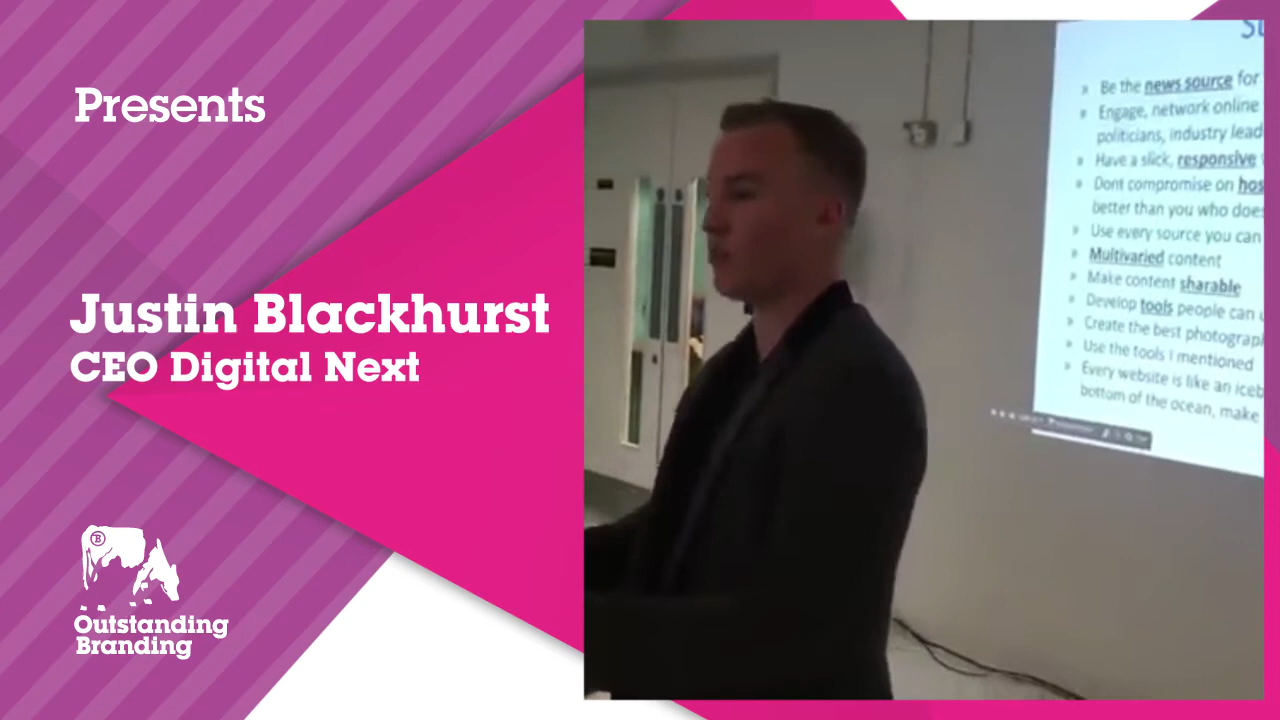 Presents
Justin Blackhurst
CEO Digital Next
B
Outstanding
Branding
» Be the news source for
» Engage, network online
politicians, industry lead
» Have a slick, responsive
» Dont compromise on hos
better than you who does
» Use every source you can
» Multivaried content
» Make content sharable
» Develop tools people can
» Create the best photograp
» Use the tools I mentioned
» Every website is like an iceb
bottom of the ocean, make